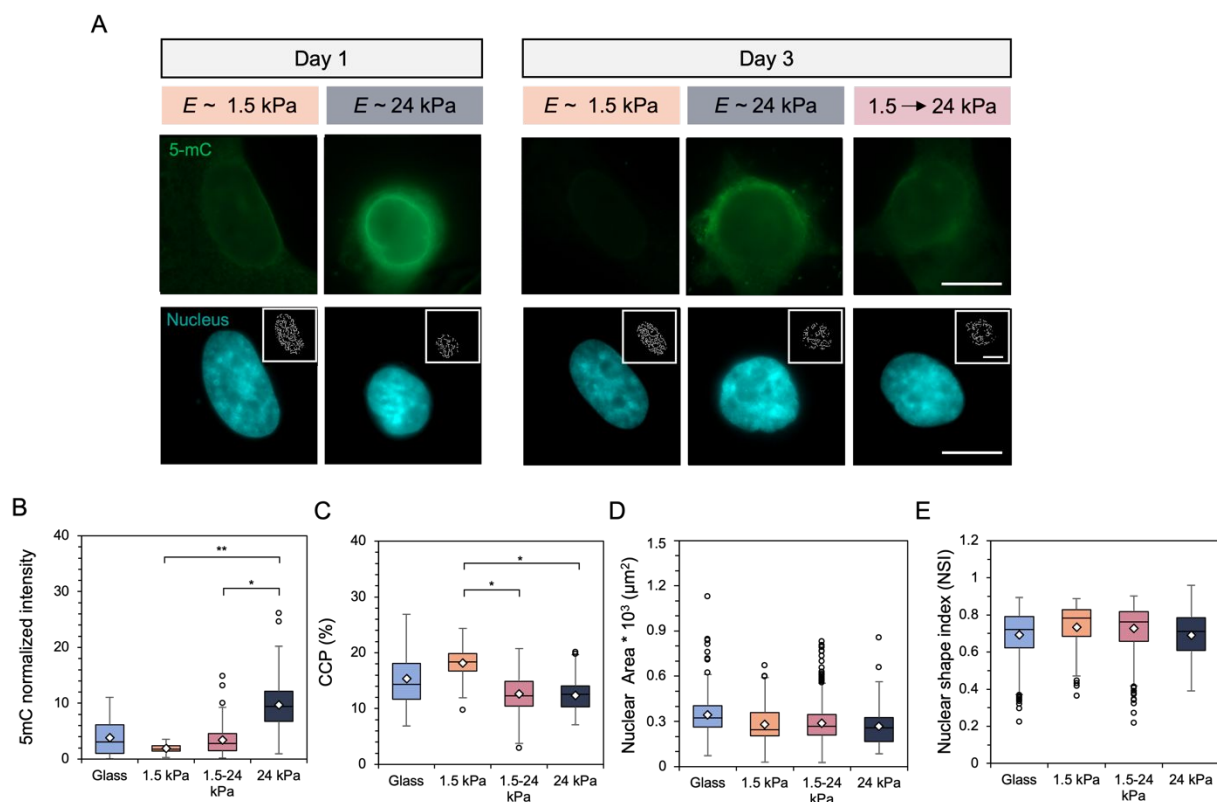 A
Day 1
Day 3
E ~ 1.5 kPa
E ~ 24 kPa
E ~ 1.5 kPa
E ~ 24 kPa
1.5 → 24 kPa
5-mC
Nucleus
B
5mC normalized intensity
40
30
20
10
0
**
*
Glass
1.5 kPa
1.5-24
kPa
24 kPa
C
CCP (%)
40
30
20
10
0
*
*
Glass
1.5 kPa
1.5-24
kPa
24 kPa
D
Nuclear Area * 10³ (µm²)
1.5
1.2
0.9
0.6
0.3
0
Glass
1.5 kPa
1.5-24
kPa
24 kPa
E
Nuclear shape index (NSI)
1.2
1
0.8
0.6
0.4
0.2
0
Glass
1.5 kPa
1.5-24
kPa
24 kPa